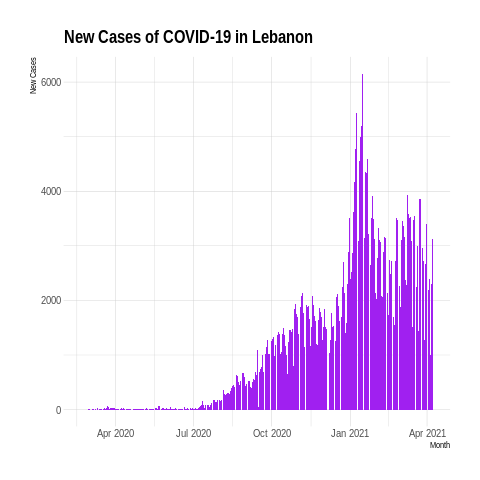 New Cases of COVID-19 in Lebanon
New Cases
6000
4000
2000
0
Apr 2020 Jul 2020 Oct 2020 Jan 2021 Apr 2021
Month